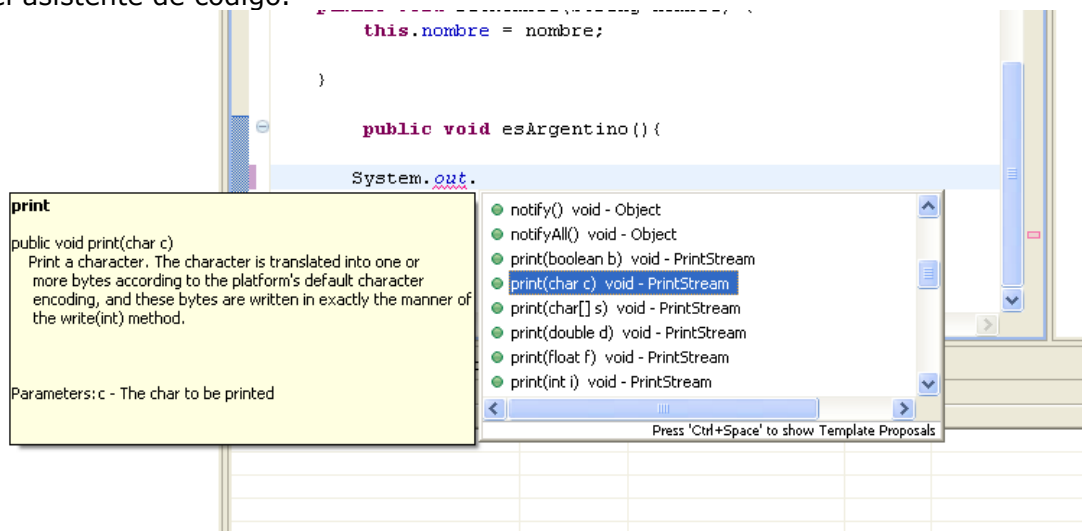 el asistente de código.
this.nombre = nombre;
}
public void esArgentino(){
System.out.
print
public void print(char c)
Print a character. The character is translated into one or
more bytes according to the platform's default character
encoding, and these bytes are written in exactly the manner of
the write(int) method.
Parameters:c - The char to be printed
notify() void - Object
notifyAll() void - Object
print(boolean b) void - PrintStream
print(char c) void - PrintStream
print(char[] s) void - PrintStream
print(double d) void - PrintStream
print(float f) void - PrintStream
print(int i) void - PrintStream
Press 'Ctrl+Space' to show Template Proposals